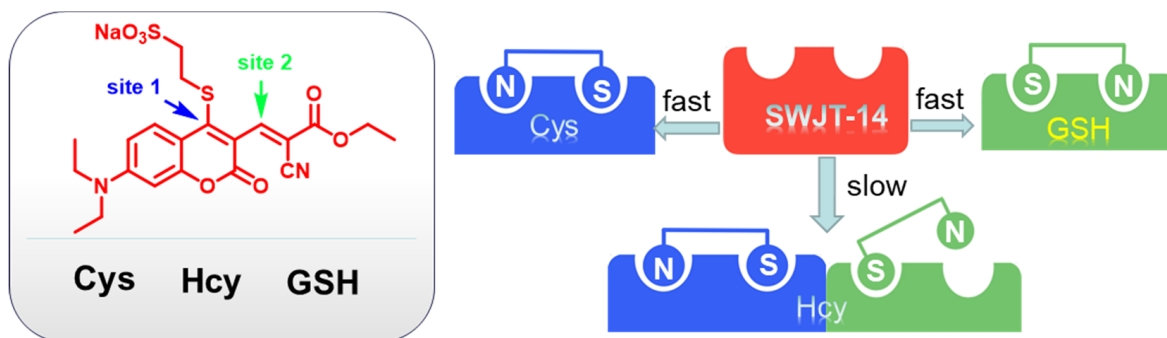 NaO3S
S
site 1
site 2
O
O
N
O
O
CN
Cys Hcy GSH
N S
Cys
fast
SWJT-14
fast
S N
GSH
slow
N S
S N
Hcy